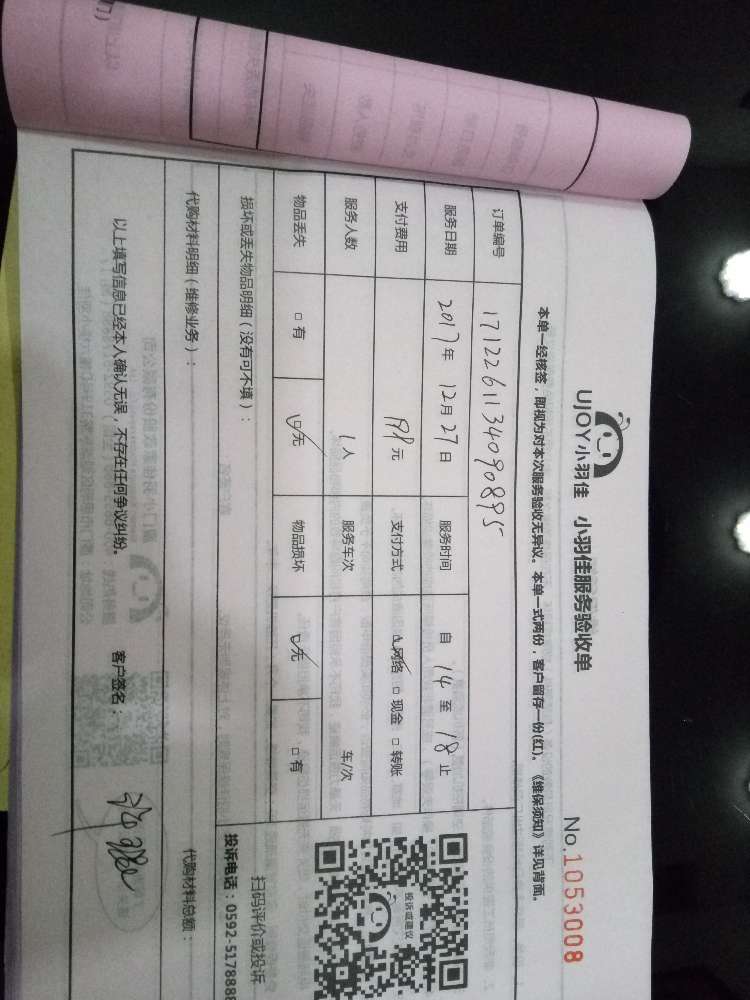 UJOY小羽佳 小羽佳服务验收单
No.1053008
本单一经核签，即视为对本次服务验收无异议。本单一式两份，客户留存一份(红)。《维保须知》详见背面。
订单编号 1712261134090895
服务日期 2017年 12月 27日 服务时间 自 14 至 18 止
支付费用 198元 支付方式 ☑网络 □现金 □转账
服务人数 1人 服务车次 车/次
物品丢失 □有 ☑无 物品损坏 ☑无 □有
损坏或丢失物品明细（没有可不填）：
代购材料明细（维修业务）： 代购材料总额：
以上填写信息已经本人确认无误，不存在任何争议纠纷。 客户签名：
投诉或建议
扫码评价或投诉
投诉电话：0592-5178888